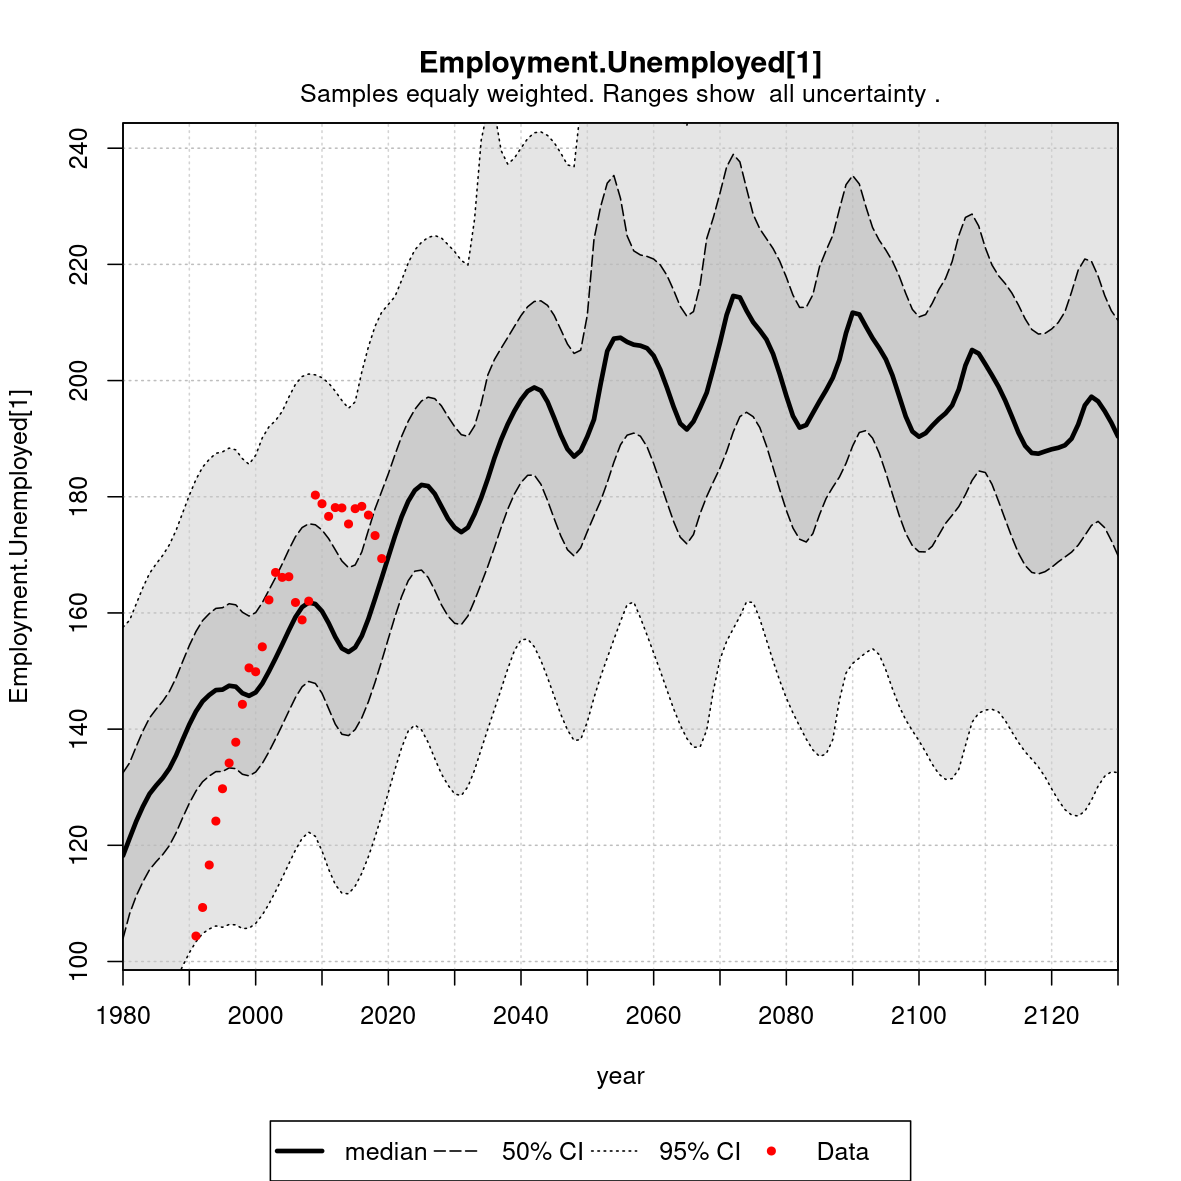 Employment.Unemployed[1]
Samples equaly weighted. Ranges show  all uncertainty .
Employment.Unemployed[1]
240
220
200
180
160
140
120
100
1980 2000 2020 2040 2060 2080 2100 2120
year
median 50% CI 95% CI Data